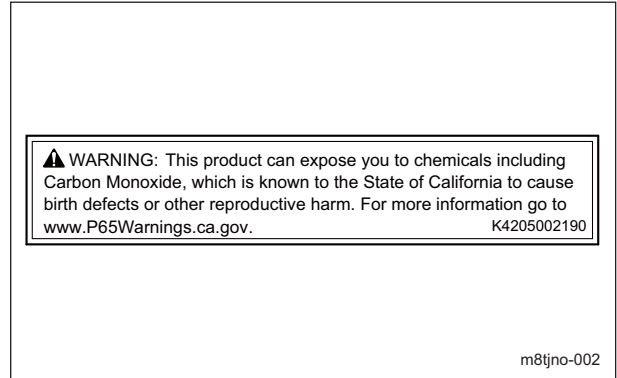 ⚠ WARNING: This product can expose you to chemicals including
Carbon Monoxide, which is known to the State of California to cause
birth defects or other reproductive harm. For more information go to
www.P65Warnings.ca.gov. K4205002190
m8tjno-002